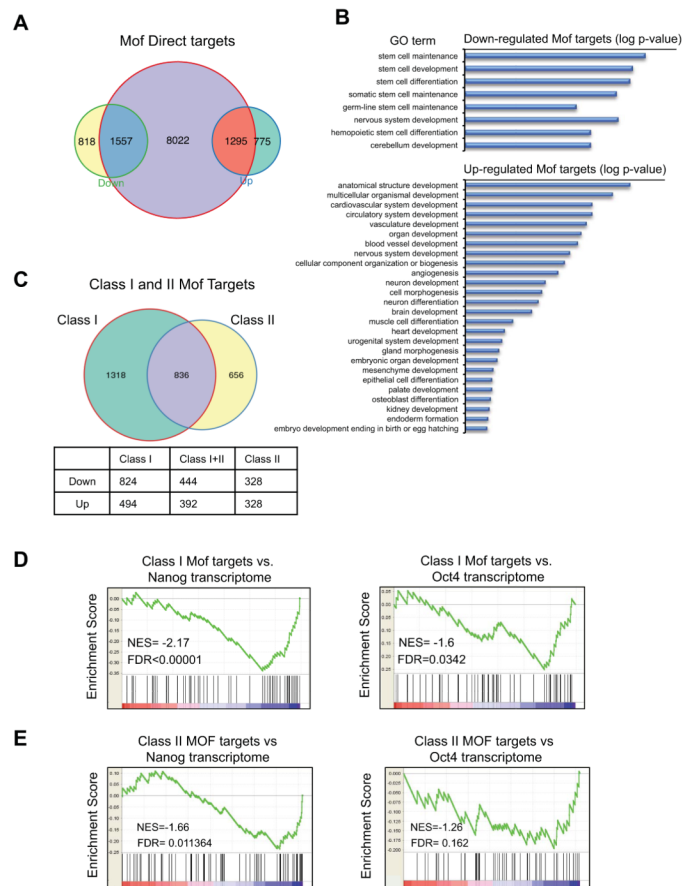 A
Mof Direct targets
818
1557
8022
1295
775
Down
Up
B
GO term
Down-regulated Mof targets (log p-value)
stem cell maintenance
stem cell development
stem cell differentiation
somatic stem cell maintenance
germ-line stem cell maintenance
nervous system development
hemopoietic stem cell differentiation
cerebellum development
Up-regulated Mof targets (log p-value)
anatomical structure development
multicellular organismal development
cardiovascular system development
circulatory system development
vasculature development
organ development
blood vessel development
nervous system development
cellular component organization or biogenesis
angiogenesis
neuron development
cell morphogenesis
neuron differentiation
brain development
muscle cell differentiation
heart development
urogenital system development
gland morphogenesis
embryonic organ development
mesenchyme development
epithelial cell differentiation
palate development
osteoblast differentiation
kidney development
endoderm formation
embryo development ending in birth or egg hatching
C
Class I and II Mof Targets
Class I
Class II
1318
836
656
Class I Class I+II Class II
Down 824 444 328
Up 494 392 328
D
Class I Mof targets vs.
Nanog transcriptome
Enrichment Score
NES= -2.17
FDR<0.00001
Class I Mof targets vs.
Oct4 transcriptome
Enrichment Score
NES= -1.6
FDR=0.0342
E
Class II MOF targets vs
Nanog transcriptome
Enrichment Score
NES=-1.66
FDR= 0.011364
Class II MOF targets vs
Oct4 transcriptome
Enrichment Score
NES=-1.26
FDR= 0.162